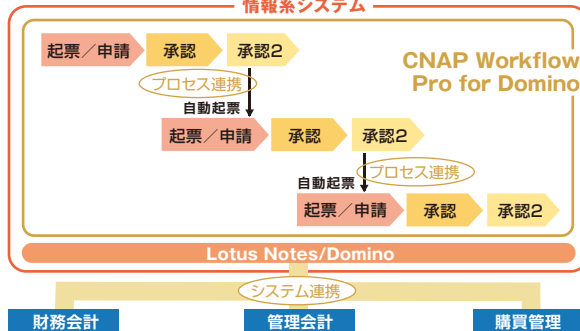 情報系システム
起票／申請 承認 承認2
CNAP Workflow
Pro for Domino
プロセス連携
自動起票
起票／申請 承認 承認2
プロセス連携
自動起票
起票／申請 承認 承認2
Lotus Notes/Domino
システム連携
財務会計 管理会計 購買管理